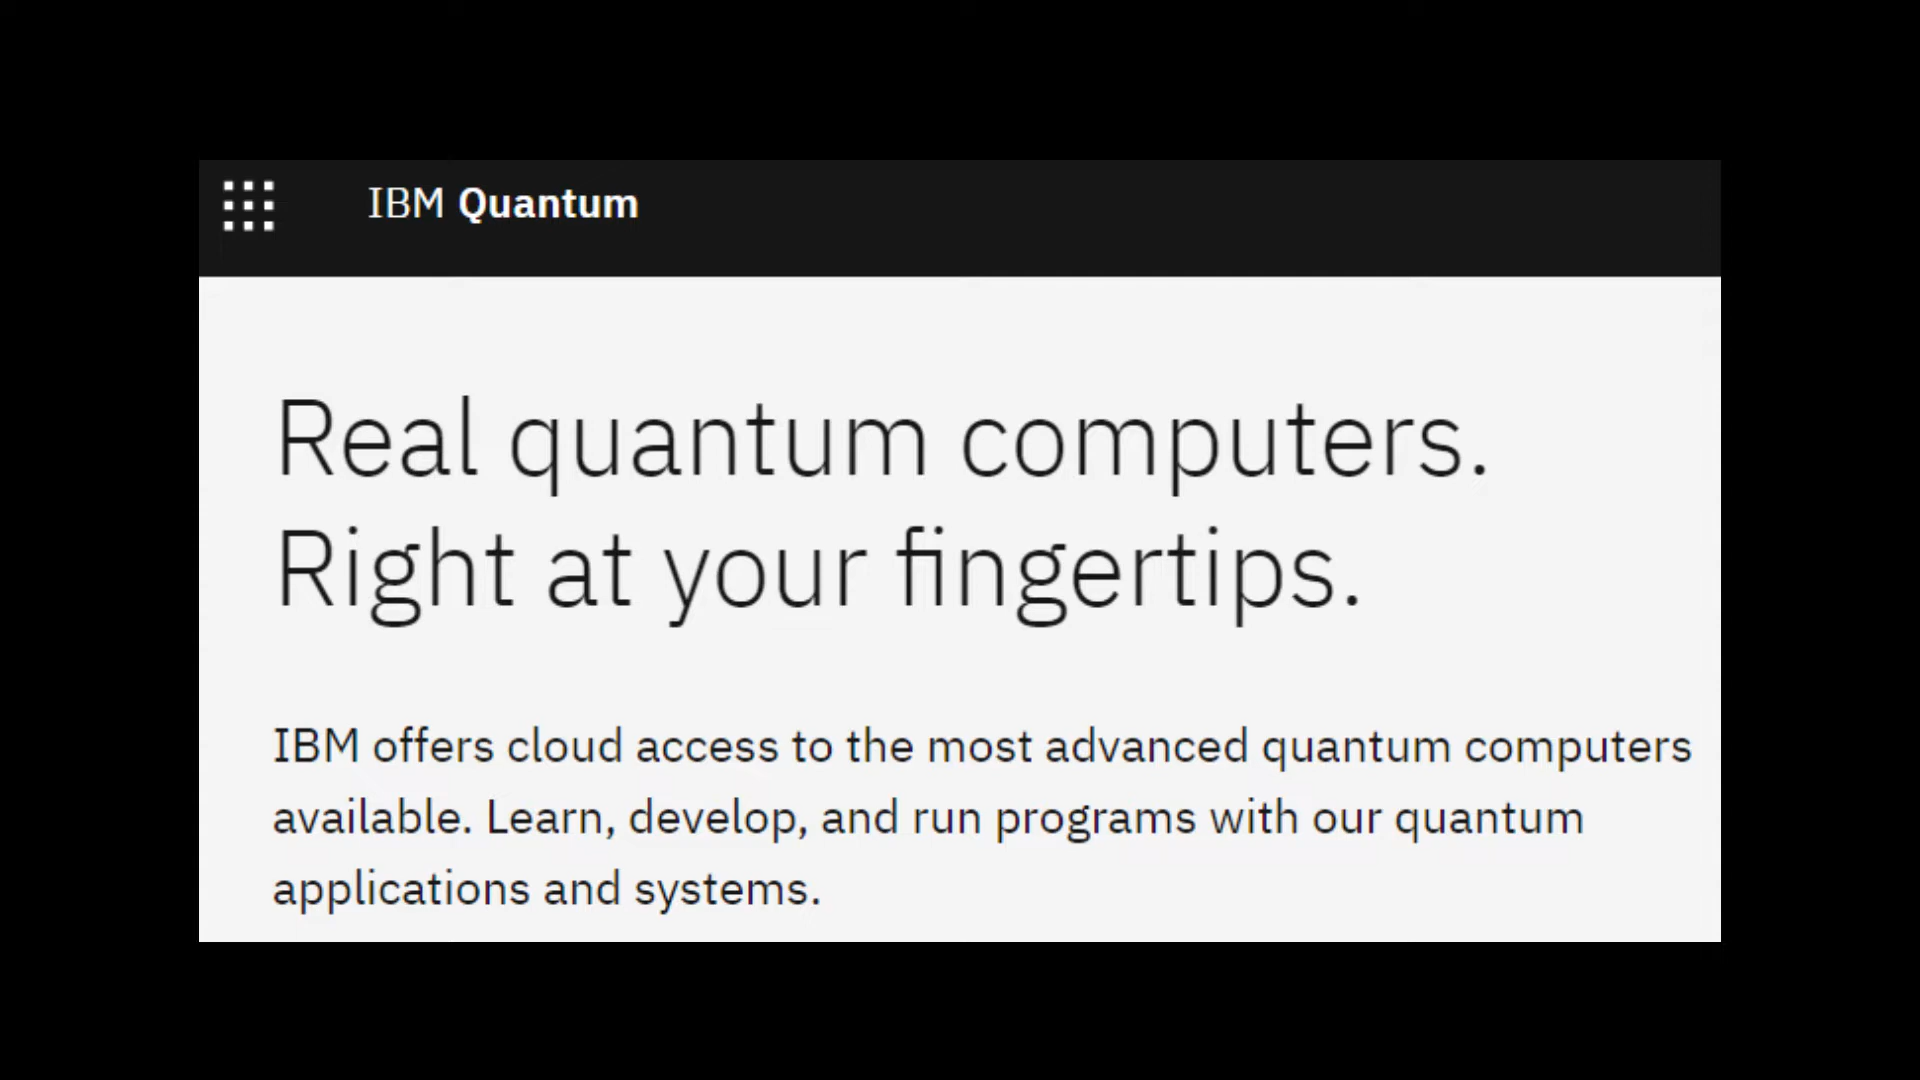 IBM Quantum
Real quantum computers.
Right at your fingertips.
IBM offers cloud access to the most advanced quantum computers
available. Learn, develop, and run programs with our quantum
applications and systems.